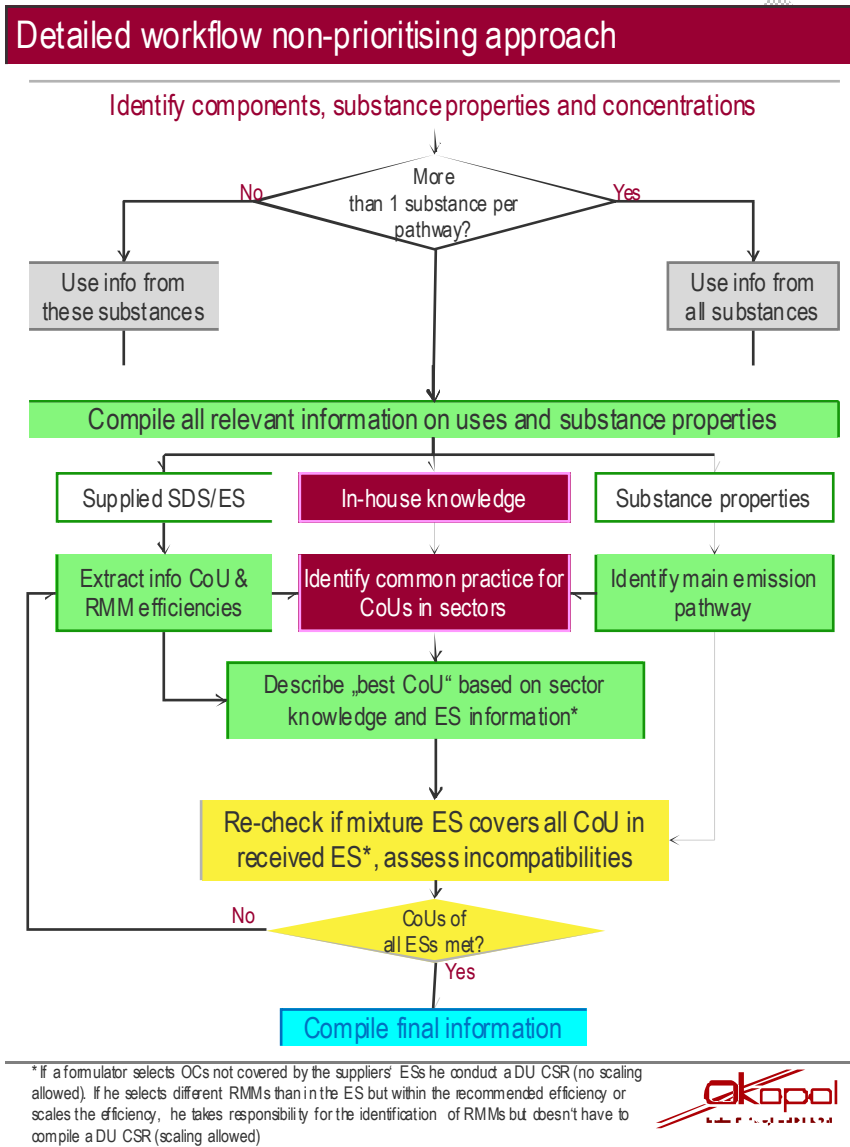 Detailed workflow non-prioritising approach
Identify components, substance properties and concentrations
More
than 1 substance per
pathway?
No
Yes
Use info from
these substances
Use info from
all substances
Compile all relevant information on uses and substance properties
Supplied SDS/ES
In-house knowledge
Substance properties
Extract info CoU &
RMM efficiencies
Identify common practice for
CoUs in sectors
Identify main emission
pathway
Describe „best CoU“ based on sector
knowledge and ES information*
Re-check if mixture ES covers all CoU in
received ES*, assess incompatibilities
No
CoUs of
all ESs met?
Yes
Compile final information
* If a formulator selects OCs not covered by the suppliers' ESs he conduct a DU CSR (no scaling
allowed). If he selects different RMMs than in the ES but within the recommended efficiency or
scales the efficiency, he takes responsibility for the identification of RMMs but doesn't have to
compile a DU CSR (scaling allowed)
Ökopol